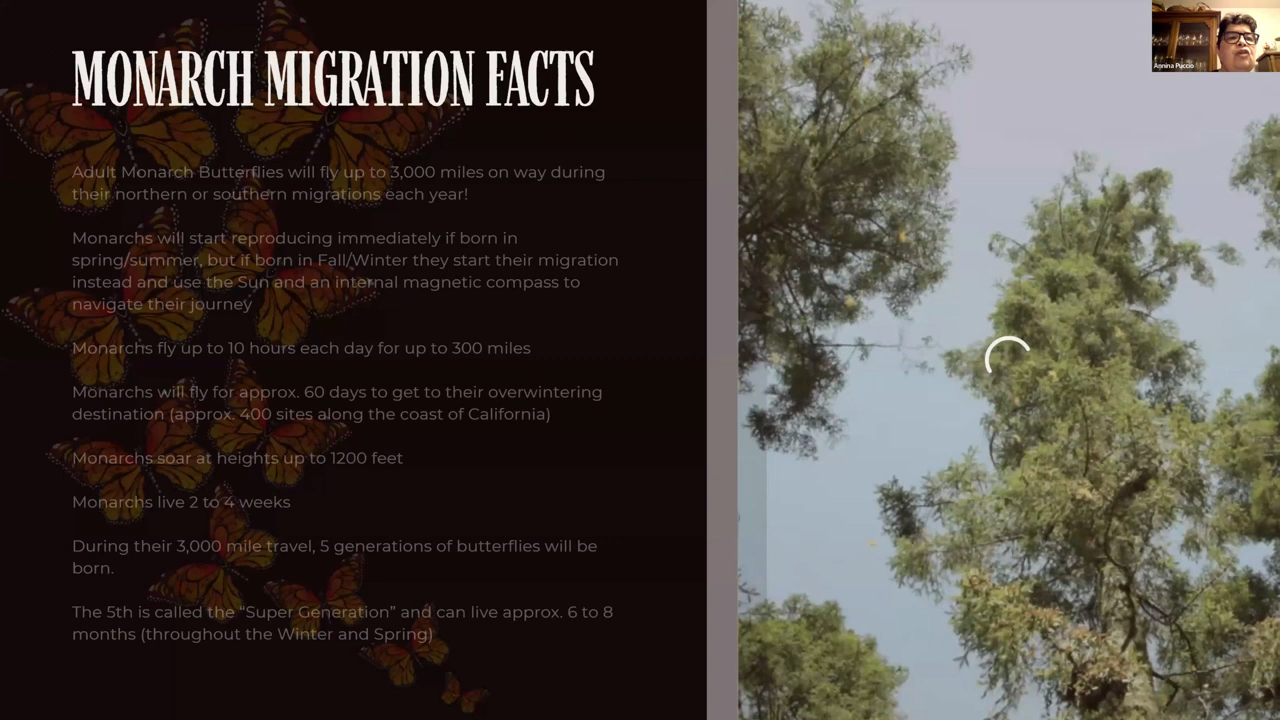 MONARCH MIGRATION FACTS
Adult Monarch Butterflies will fly up to 3,000 miles on way during
their northern or southern migrations each year!
Monarchs will start reproducing immediately if born in
spring/summer, but if born in Fall/Winter they start their migration
instead and use the Sun and an internal magnetic compass to
navigate their journey
Monarchs fly up to 10 hours each day for up to 300 miles
Monarchs will fly for approx. 60 days to get to their overwintering
destination (approx. 400 sites along the coast of California)
Monarchs soar at heights up to 1200 feet
Monarchs live 2 to 4 weeks
During their 3,000 mile travel, 5 generations of butterflies will be
born.
The 5th is called the “Super Generation” and can live approx. 6 to 8
months (throughout the Winter and Spring)
Annina Puccio